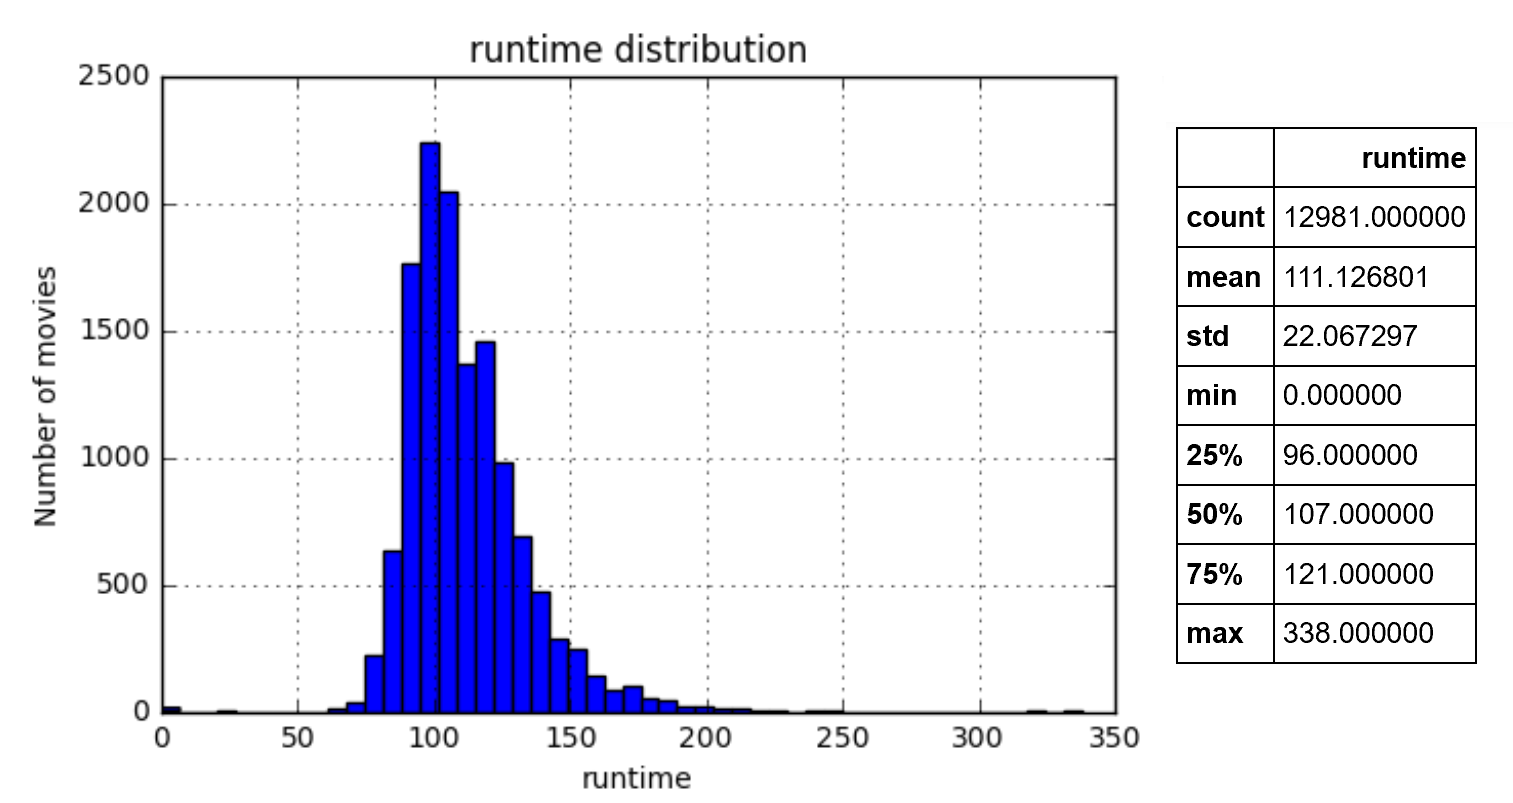 runtime distribution
2500
2000
1500
1000
500
0
Number of movies
0 50 100 150 200 250 300 350
runtime
runtime
count 12981.000000
mean 111.126801
std 22.067297
min 0.000000
25% 96.000000
50% 107.000000
75% 121.000000
max 338.000000